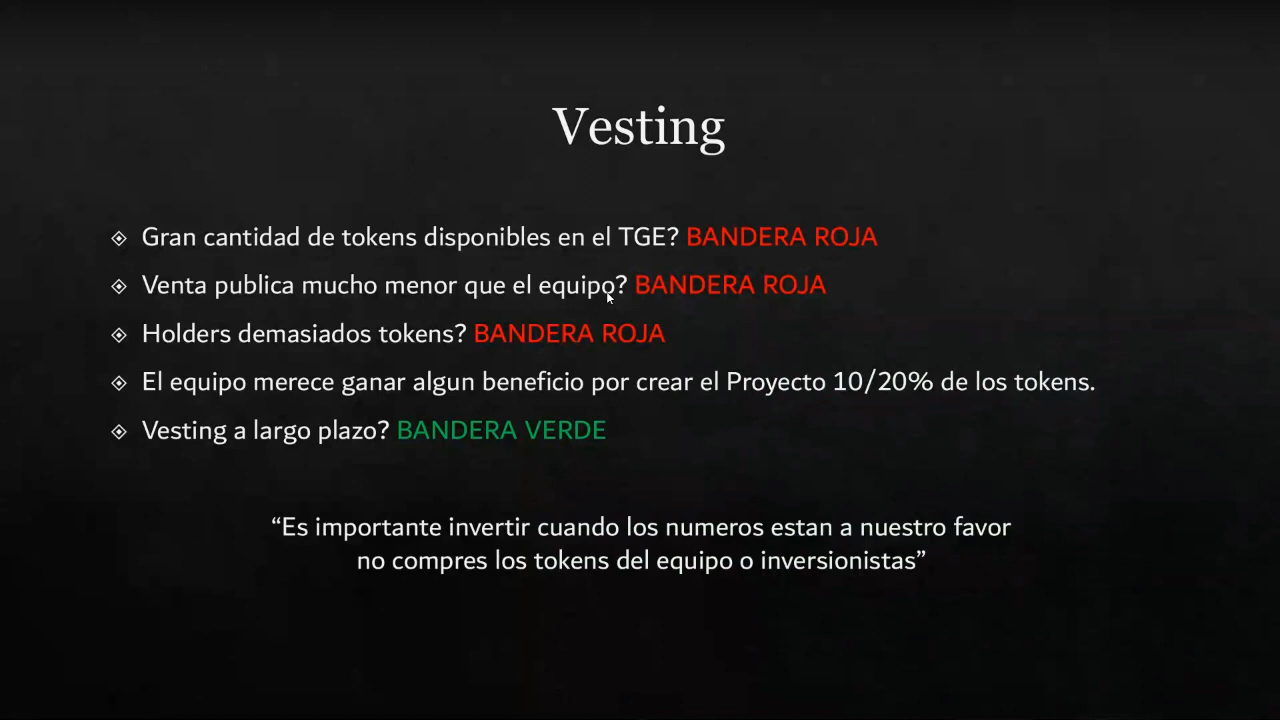 Vesting
Gran cantidad de tokens disponibles en el TGE? BANDERA ROJA
Venta publica mucho menor que el equipo? BANDERA ROJA
Holders demasiados tokens? BANDERA ROJA
El equipo merece ganar algun beneficio por crear el Proyecto 10/20% de los tokens.
Vesting a largo plazo? BANDERA VERDE
“Es importante invertir cuando los numeros estan a nuestro favor
no compres los tokens del equipo o inversionistas”